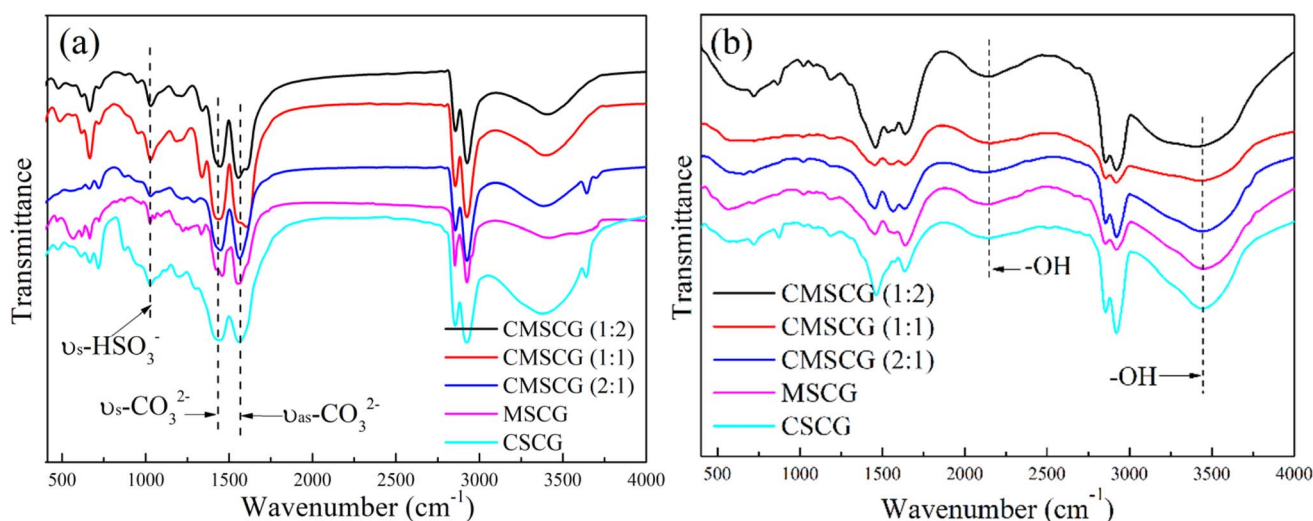 (a)
Transmittance
υs-HSO3-
υs-CO32-
υas-CO32-
CMSCG (1:2)
CMSCG (1:1)
CMSCG (2:1)
MSCG
CSCG
500 1000 1500 2000 2500 3000 3500 4000
Wavenumber (cm-1)
(b)
Transmittance
-OH
CMSCG (1:2)
CMSCG (1:1)
CMSCG (2:1)
MSCG
CSCG
-OH
500 1000 1500 2000 2500 3000 3500 4000
Wavenumber (cm-1)